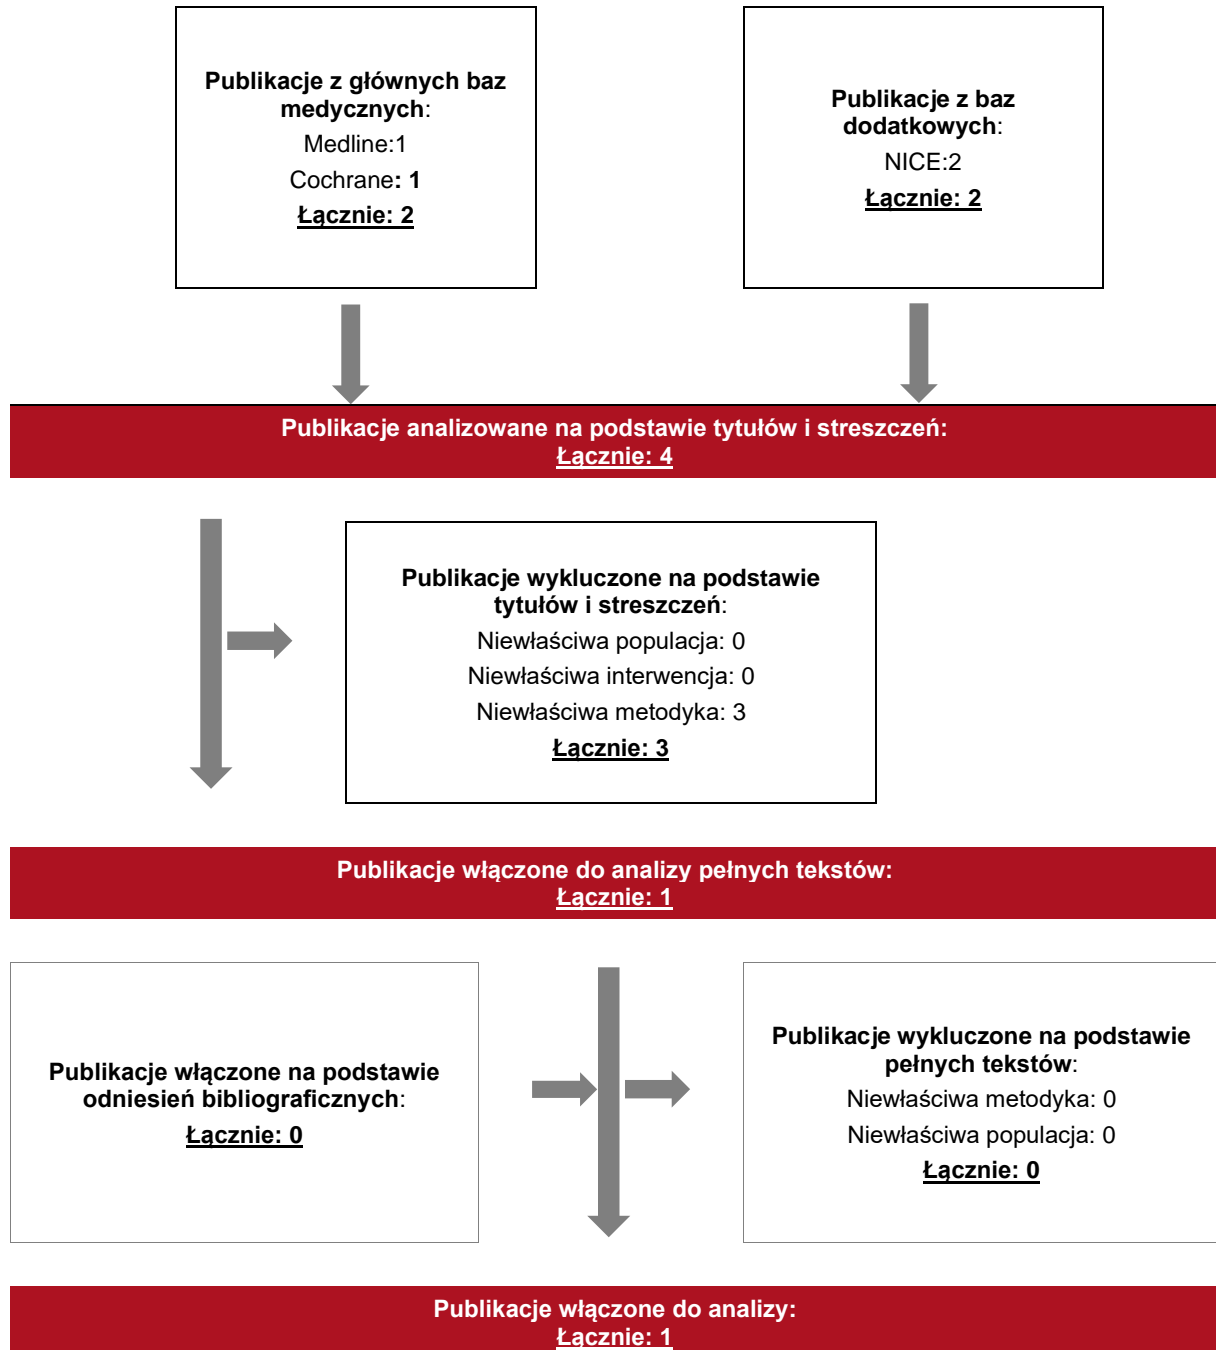 Publikacje z głównych baz
medycznych:
Medline:1
Cochrane: 1
Łącznie: 2
Publikacje z baz
dodatkowych:
NICE:2
Łącznie: 2
Publikacje analizowane na podstawie tytułów i streszczeń:
Łącznie: 4
Publikacje wykluczone na podstawie
tytułów i streszczeń:
Niewłaściwa populacja: 0
Niewłaściwa interwencja: 0
Niewłaściwa metodyka: 3
Łącznie: 3
Publikacje włączone do analizy pełnych tekstów:
Łącznie: 1
Publikacje włączone na podstawie
odniesień bibliograficznych:
Łącznie: 0
Publikacje wykluczone na podstawie
pełnych tekstów:
Niewłaściwa metodyka: 0
Niewłaściwa populacja: 0
Łącznie: 0
Publikacje włączone do analizy:
Łącznie: 1